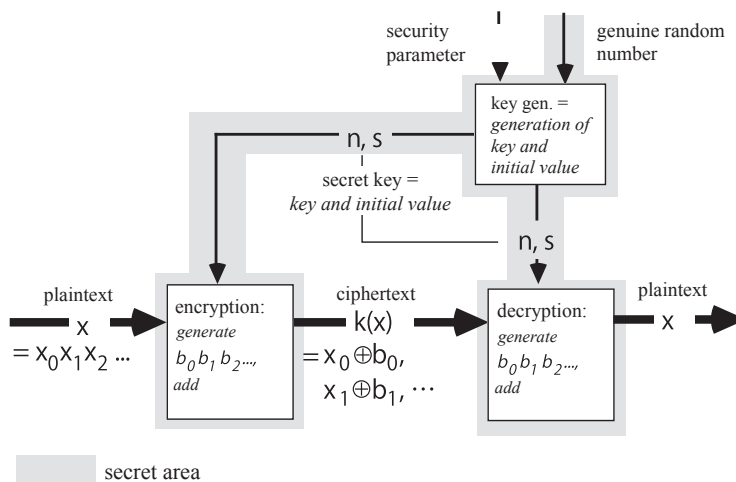 security
parameter
l
genuine random
number
key gen. =
generation of
key and
initial value
n, s
secret key =
key and initial value
n, s
plaintext
x
= x₀x₁x₂ ...
encryption:
generate
b₀b₁b₂...,
add
ciphertext
k(x)
= x₀⊕b₀,
x₁⊕b₁, ...
decryption:
generate
b₀b₁b₂...,
add
plaintext
x
secret area